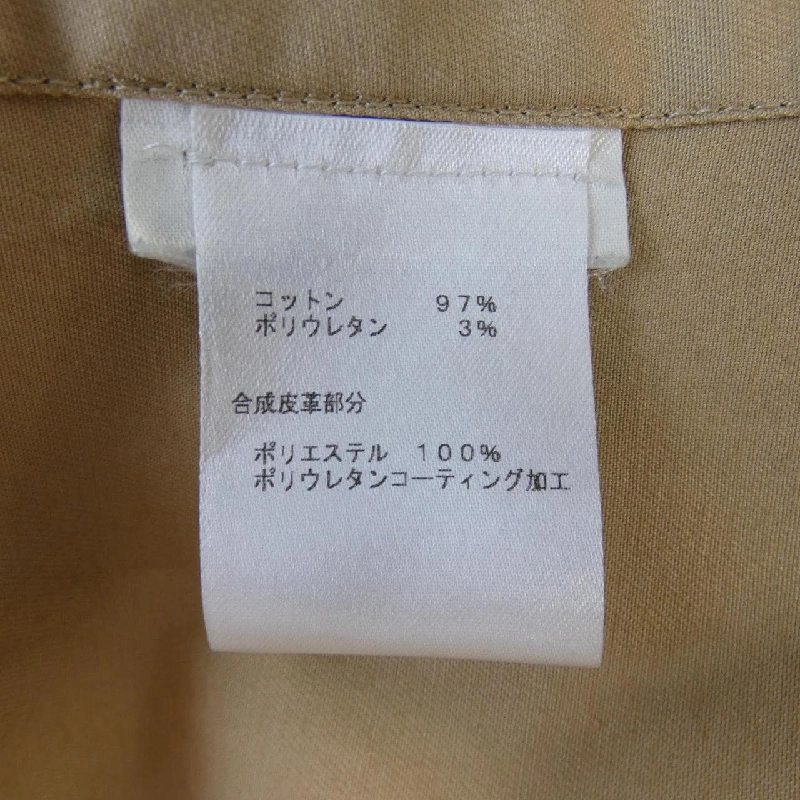 コットン ９７％
ポリウレタン ３％
合成皮革部分
ポリエステル １００％
ポリウレタンコーティング加工